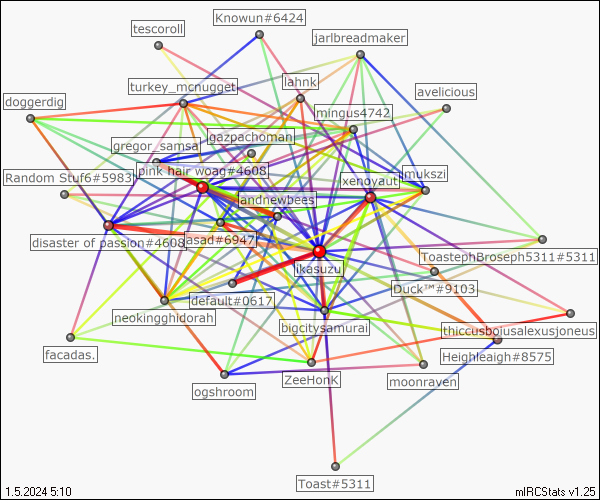 Knowun#6424
tescoroll
jarlbreadmaker
turkey_mcnugget
lahnk
avelicious
doggerdig
mingus4742
gazpachoman
gregor_samsa
pink hair woag#4608
Random Stuf6#5983
xenoyaut
mukszi
andnewbees
disaster of passion#4608
asad#6947
ToastephBroseph5311#5311
ikasuzu
Duck™#9103
default#0617
neokingghidorah
bigcitysamurai
thiccusboiusalexusjoneus
facadas.
Heighleaigh#8575
ZeeHonK
moonraven
ogshroom
Toast#5311
1.5.2024 5:10
mIRCStats v1.25